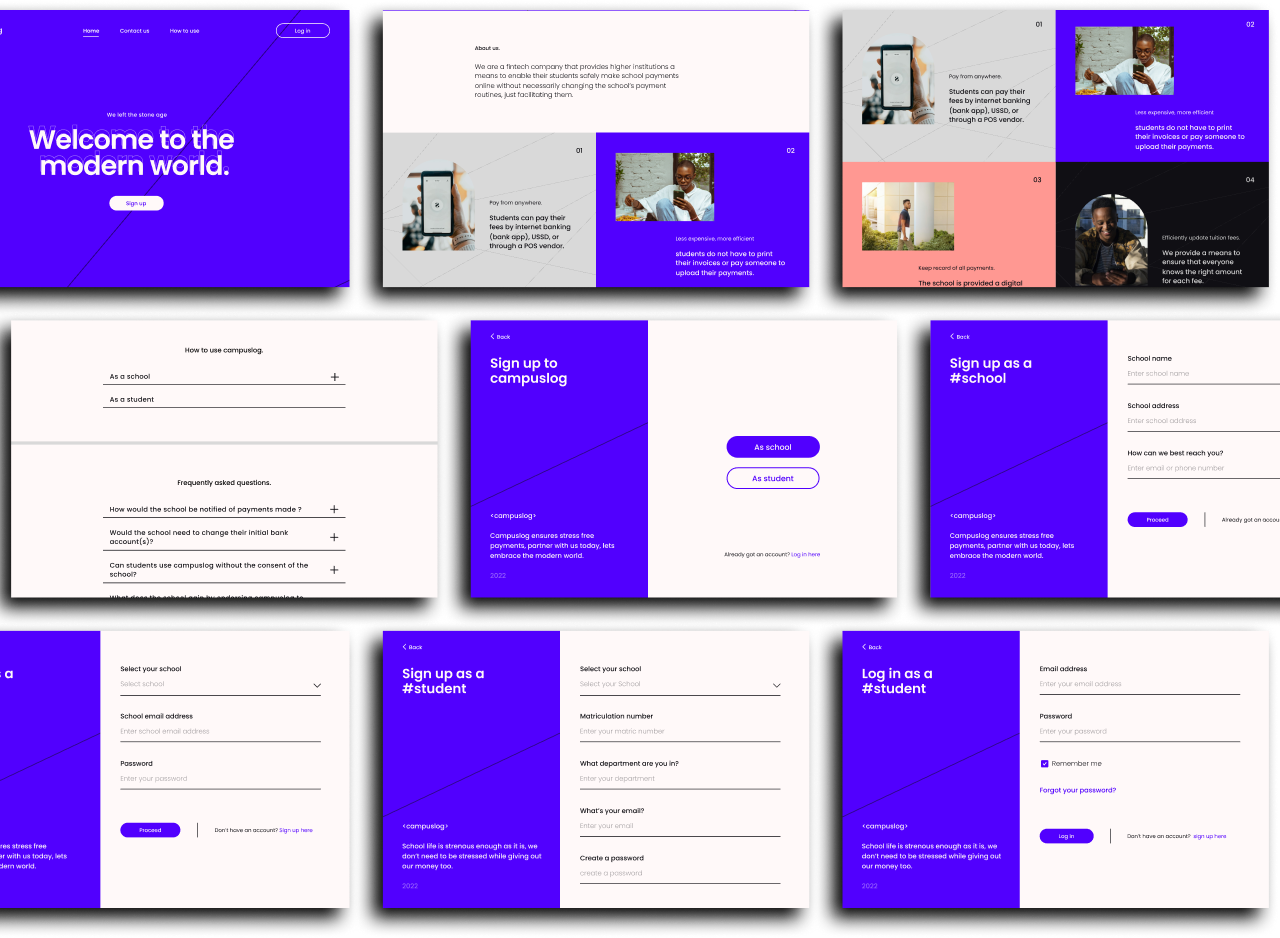 Home
Contact us
How to use
Log in
We left the stone age
Welcome to the
modern world.
Sign up
About us.
We are a fintech company that provides higher institutions a
means to enable their students safely make school payments
online without necessarily changing the school's payment
routines, just facilitating them.
01
Pay from anywhere.
Students can pay their
fees by internet banking
(bank app), USSD, or
through a POS vendor.
02
Less expensive, more efficient
students do not have to print
their invoices or pay someone to
upload their payments.
01
Pay from anywhere.
Students can pay their
fees by internet banking
(bank app), USSD, or
through a POS vendor.
02
Less expensive, more efficient
students do not have to print
their invoices or pay someone to
upload their payments.
03
Keep record of all payments.
The school is provided a digital
04
Efficiently update tuition fees.
We provide a means to
ensure that everyone
knows the right amount
for each fee.
How to use campuslog.
As a school
As a student
Frequently asked questions.
How would the school be notified of payments made ?
Would the school need to change their initial bank
account(s)?
Can students use campuslog without the consent of the
school?
What does the school gain by endorsing campuslog to
Back
Sign up to
campuslog
<campuslog>
Campuslog ensures stress free
payments, partner with us today, lets
embrace the modern world.
2022
As school
As student
Already got an account? Log in here
Back
Sign up as a
#school
<campuslog>
Campuslog ensures stress free
payments, partner with us today, lets
embrace the modern world.
2022
School name
Enter school name
School address
Enter school address
How can we best reach you?
Enter email or phone number
Proceed
Already got an accou
s a
res stress free
er with us today, lets
dern world.
Select your school
Select school
School email address
Enter school email address
Password
Enter your password
Proceed
Don't have an account? Sign up here
Back
Sign up as a
#student
<campuslog>
School life is strenous enough as it is, we
don't need to be stressed while giving out
our money too.
2022
Select your school
Select your School
Matriculation number
Enter your matric number
What department are you in?
Enter your department
What's your email?
Enter your email
Create a password
create a password
Back
Log in as a
#student
<campuslog>
School life is strenous enough as it is, we
don't need to be stressed while giving out
our money too.
2022
Email address
Enter your email address
Password
Enter your password
Remember me
Forgot your password?
Log in
Don't have an account? sign up here